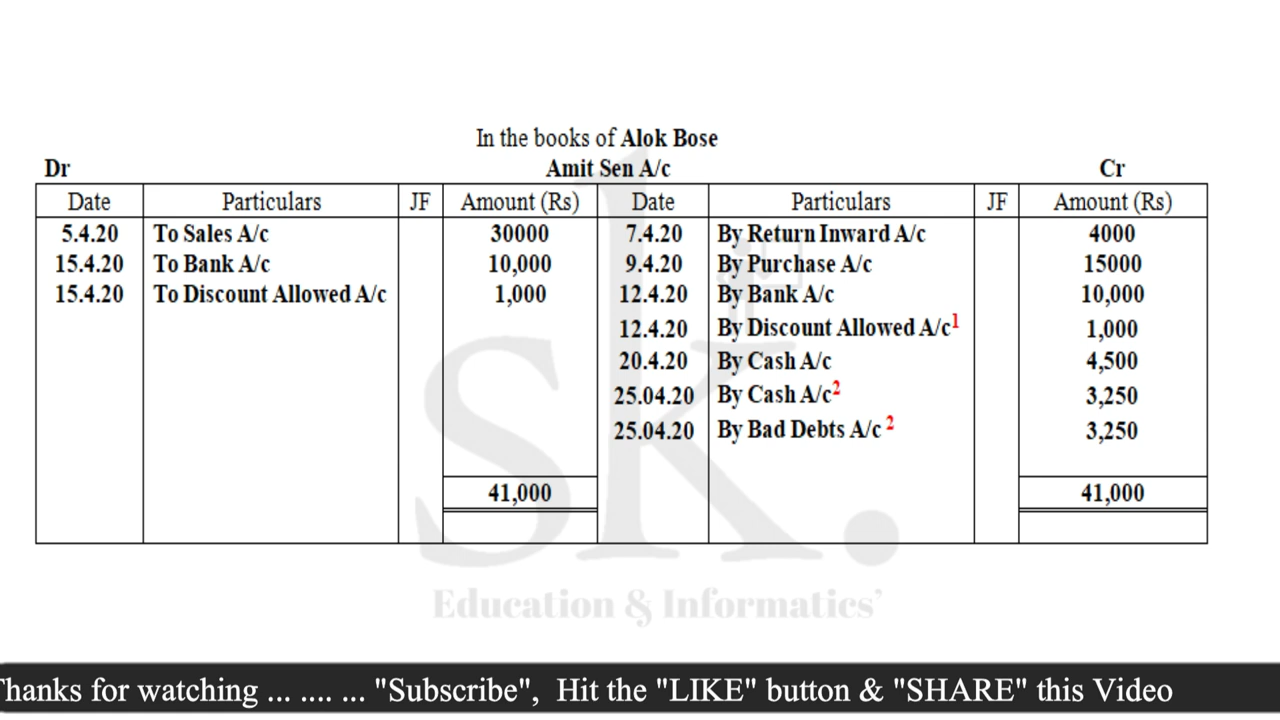 In the books of Alok Bose
Dr Amit Sen A/c Cr
Date Particulars JF Amount (Rs) Date Particulars JF Amount (Rs)
5.4.20 To Sales A/c 30000 7.4.20 By Return Inward A/c 4000
15.4.20 To Bank A/c 10,000 9.4.20 By Purchase A/c 15000
15.4.20 To Discount Allowed A/c 1,000 12.4.20 By Bank A/c 10,000
12.4.20 By Discount Allowed A/c1 1,000
20.4.20 By Cash A/c 4,500
25.04.20 By Cash A/c2 3,250
25.04.20 By Bad Debts A/c 2 3,250
41,000 41,000
sk.
Education & Informatics'
Thanks for watching ... .... ... "Subscribe", Hit the "LIKE" button & "SHARE" this Video